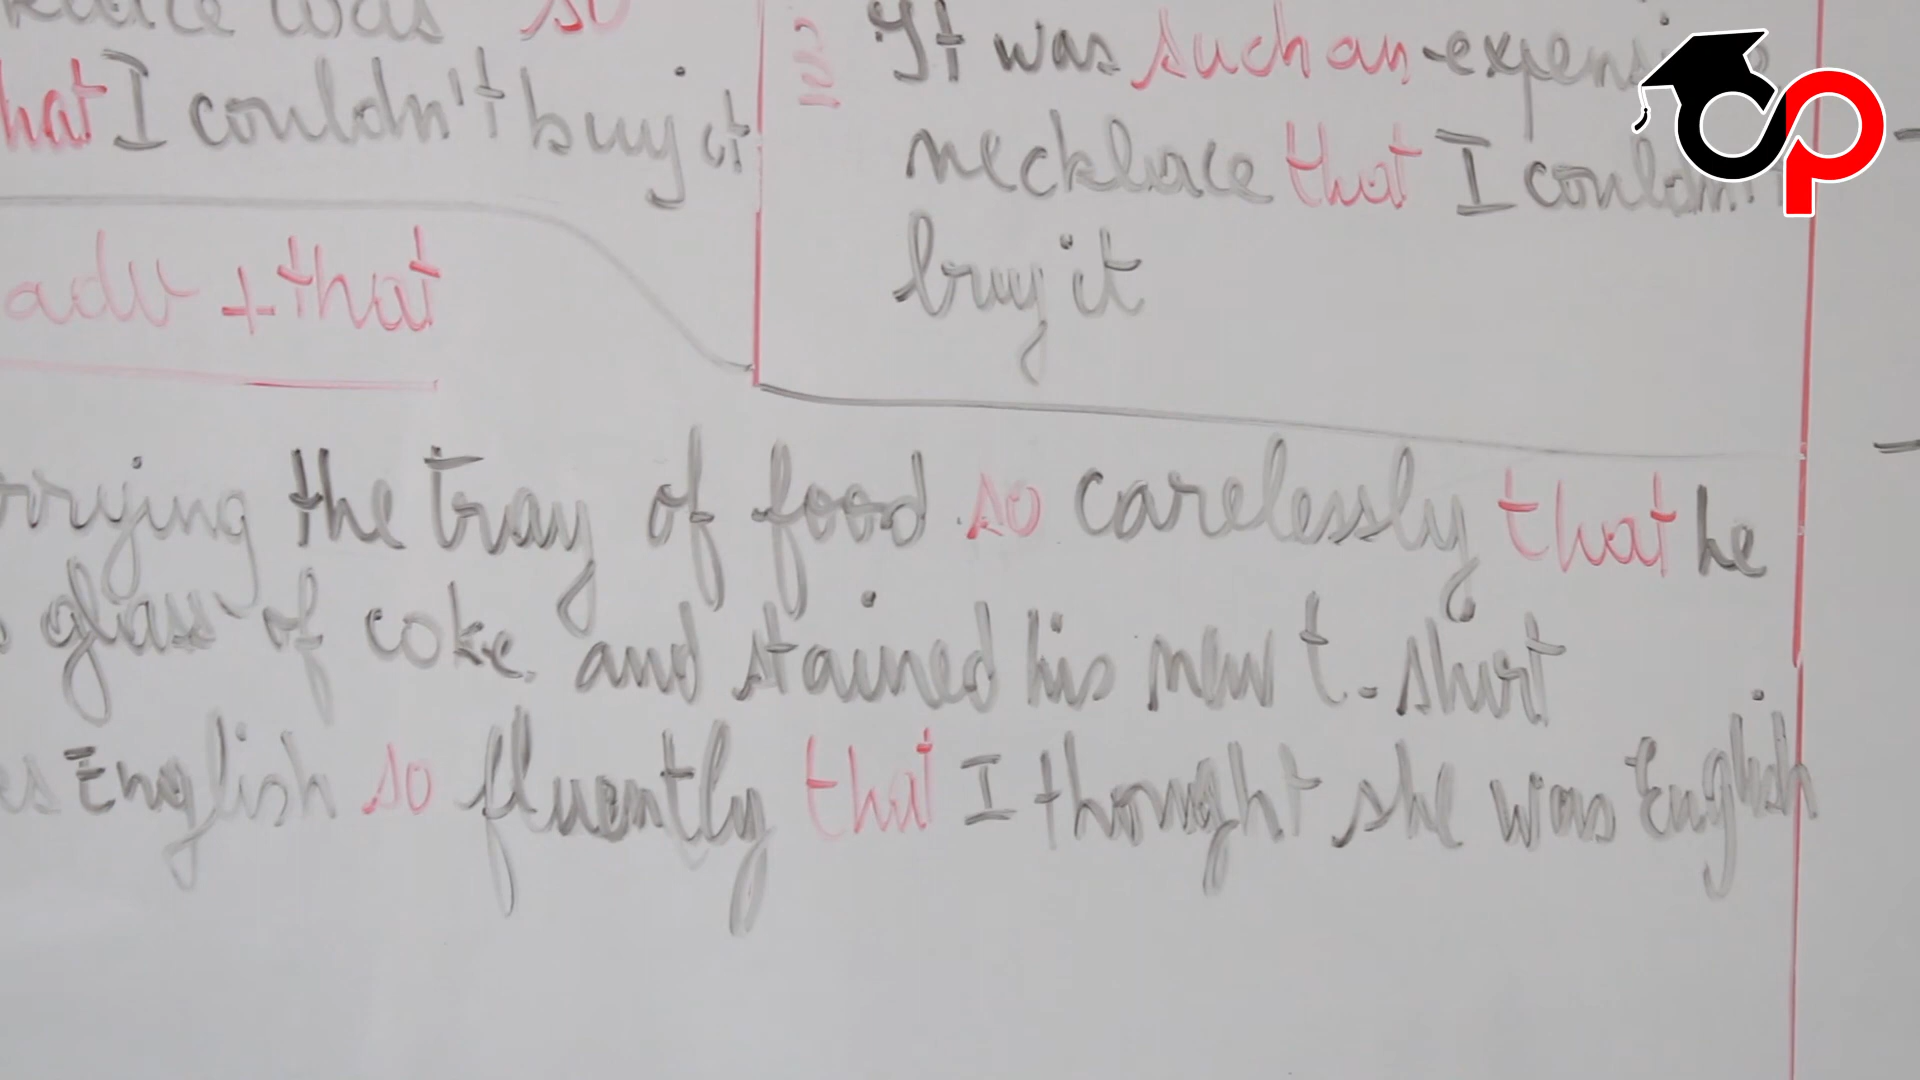 was so
that I couldn't buy it
It was such an expensive
necklace that I couldn't
buy it
adv + that
the tray of food so carelessly that he
glass of coke and stained his new t-shirt
English so fluently that I thought she was English